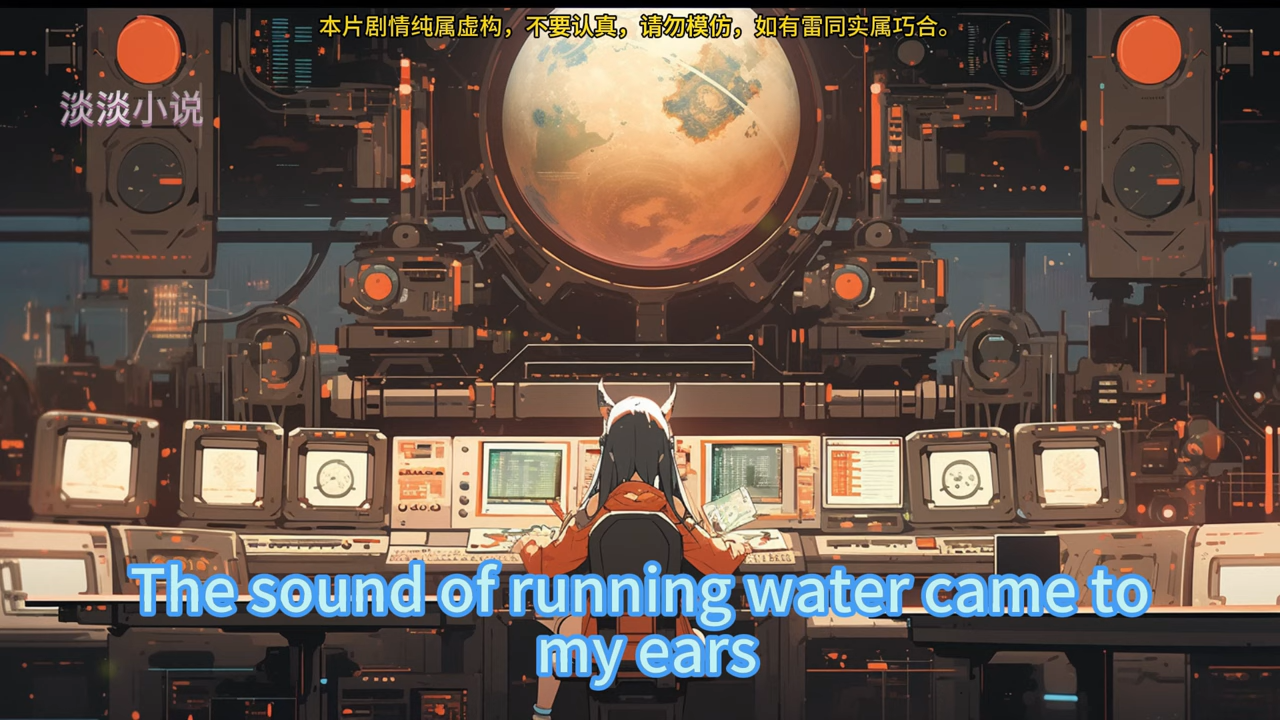 本片剧情纯属虚构，不要认真，请勿模仿，如有雷同实属巧合。
淡淡小说
The sound of running water came to
my ears